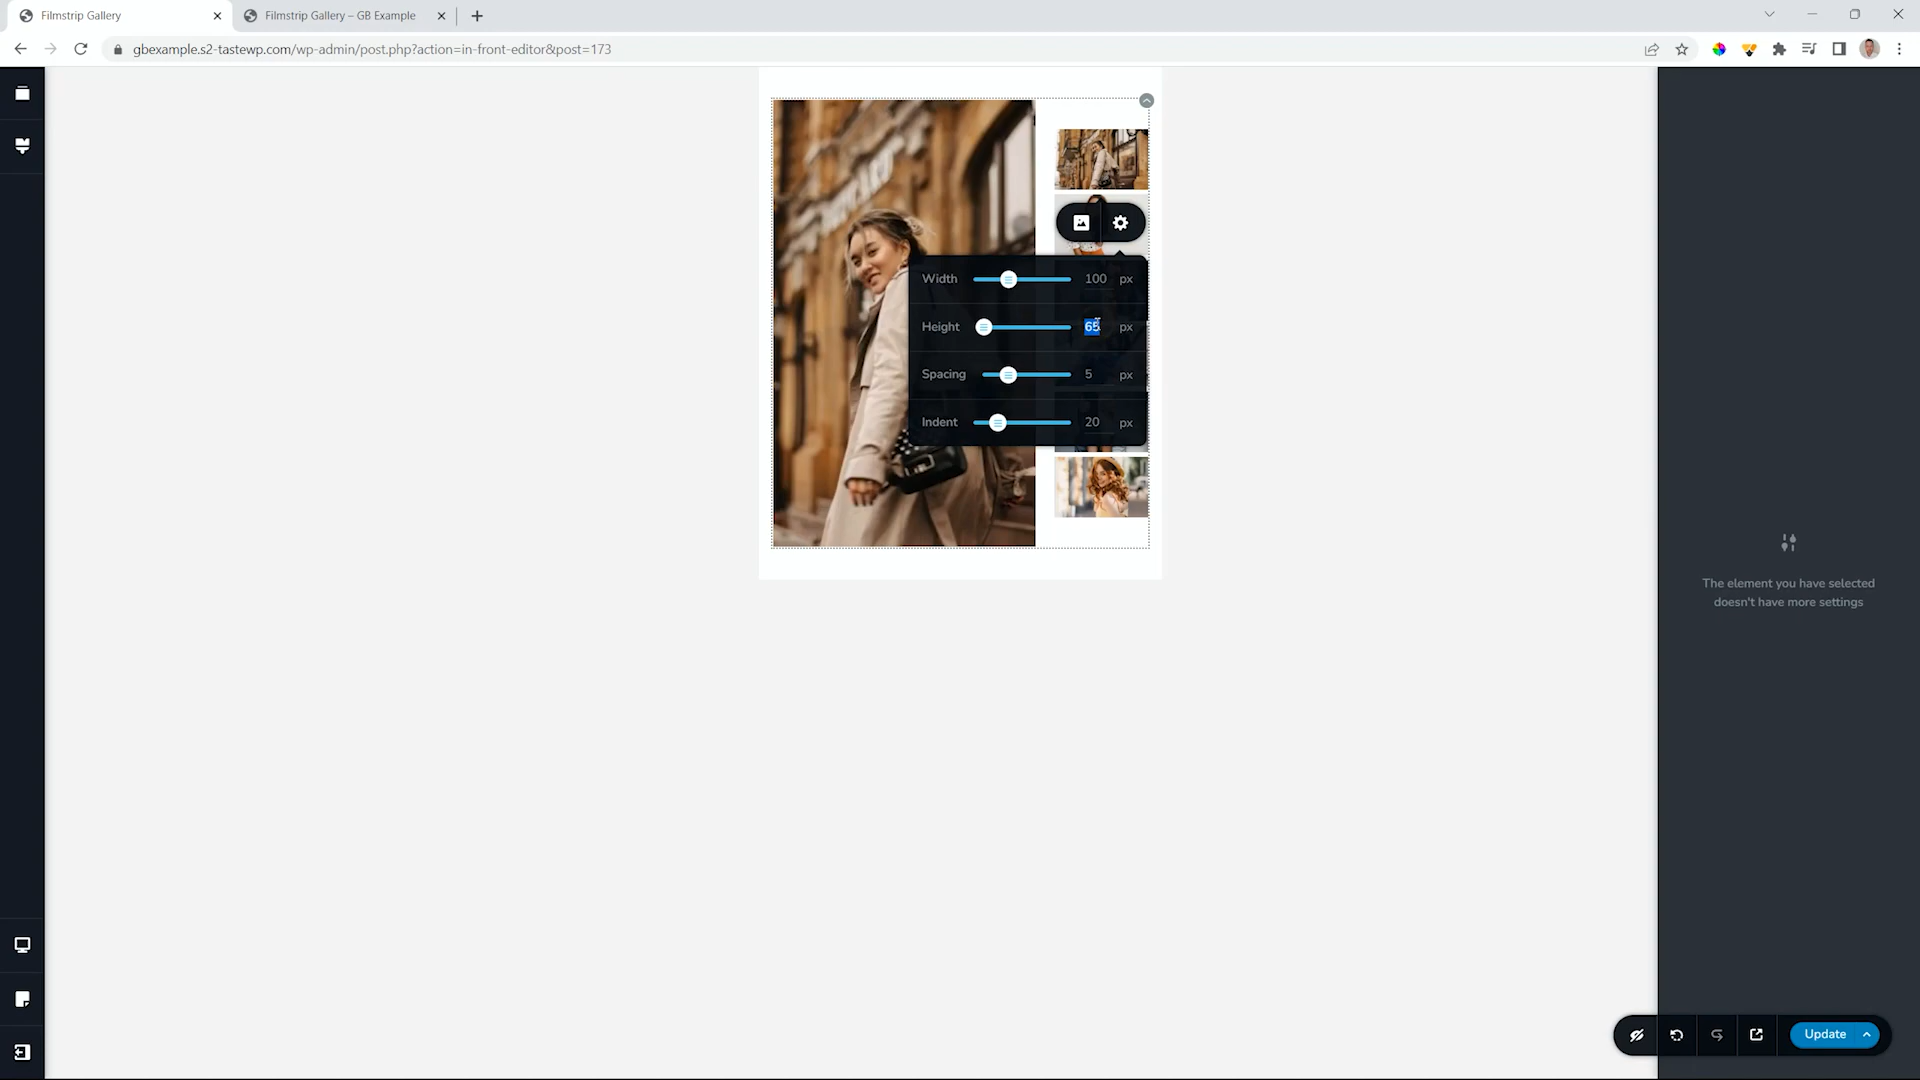 Filmstrip Gallery
Filmstrip Gallery – GB Example
gbexample.s2-tastewp.com/wp-admin/post.php?action=in-front-editor&post=173
Width 100 px
Height 65 px
Spacing 5 px
Indent 20 px
The element you have selected
doesn't have more settings
Update